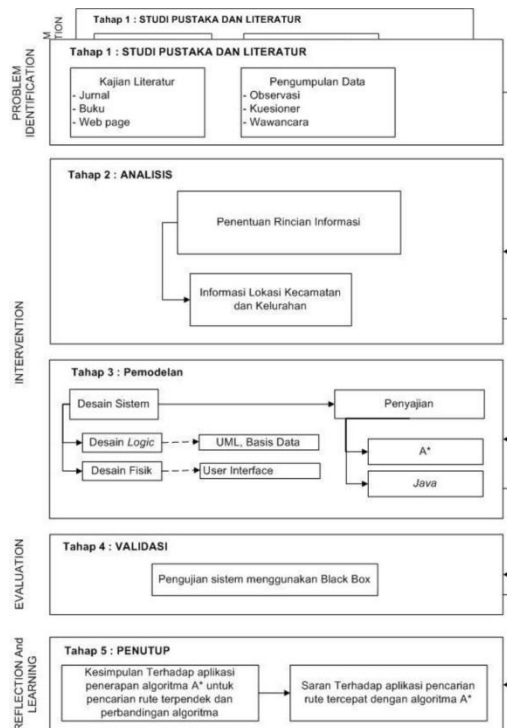 Tahap 1 : STUDI PUSTAKA DAN LITERATUR
PROBLEM
IDENTIFICATION
Tahap 1 : STUDI PUSTAKA DAN LITERATUR
Kajian Literatur
- Jurnal
- Buku
- Web page
Pengumpulan Data
- Observasi
- Kuesioner
- Wawancara
INTERVENTION
Tahap 2 : ANALISIS
Penentuan Rincian Informasi
Informasi Lokasi Kecamatan
dan Kelurahan
Tahap 3 : Pemodelan
Desain Sistem
Penyajian
Desain Logic
UML, Basis Data
A*
Desain Fisik
User Interface
Java
EVALUATION
Tahap 4 : VALIDASI
Pengujian sistem menggunakan Black Box
REFLECTION And
LEARNING
Tahap 5 : PENUTUP
Kesimpulan Terhadap aplikasi
penerapan algoritma A* untuk
pencarian rute terpendek dan
perbandingan algoritma
Saran Terhadap aplikasi pencarian
rute tercepat dengan algoritma A*